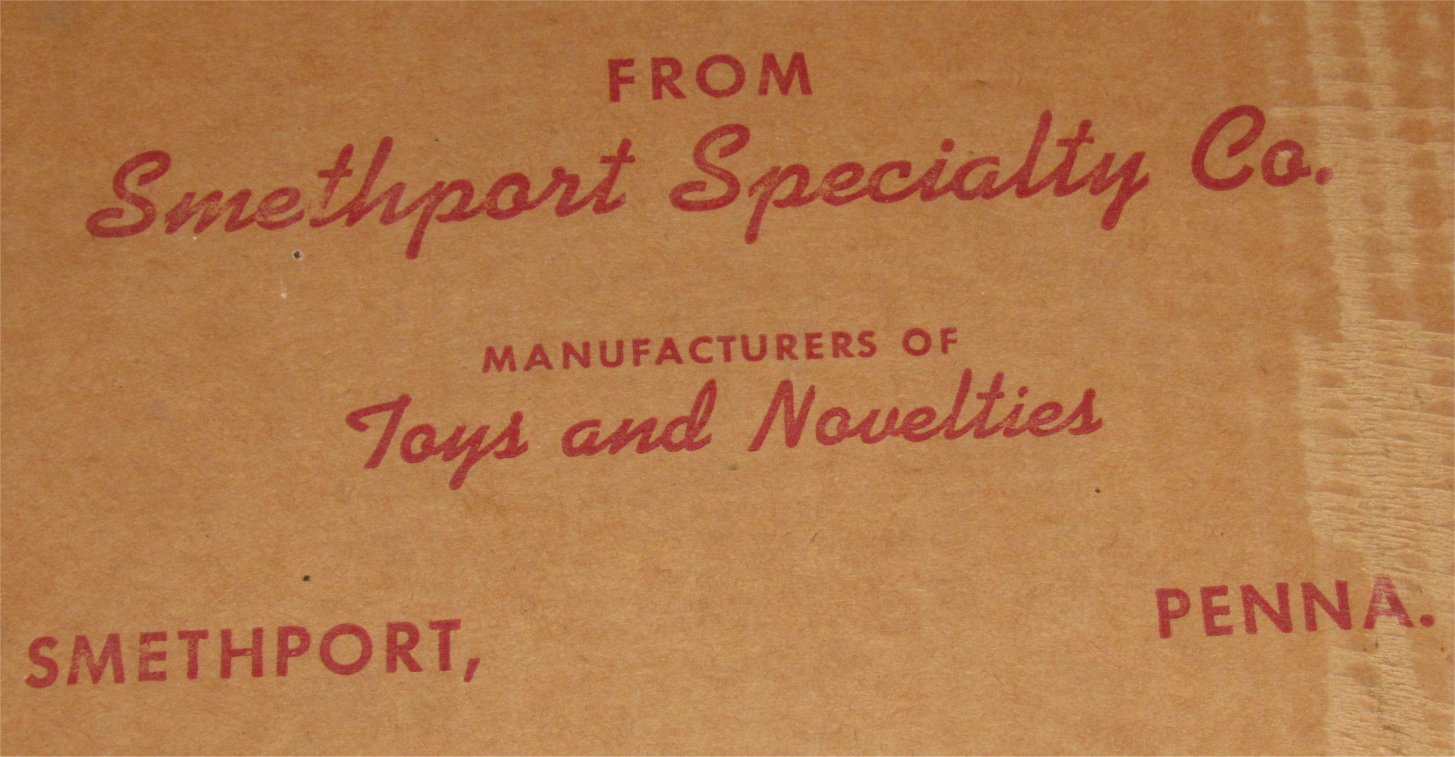 FROM
Smethport Specialty Co.
MANUFACTURERS OF
Toys and Novelties
SMETHPORT, PENNA.